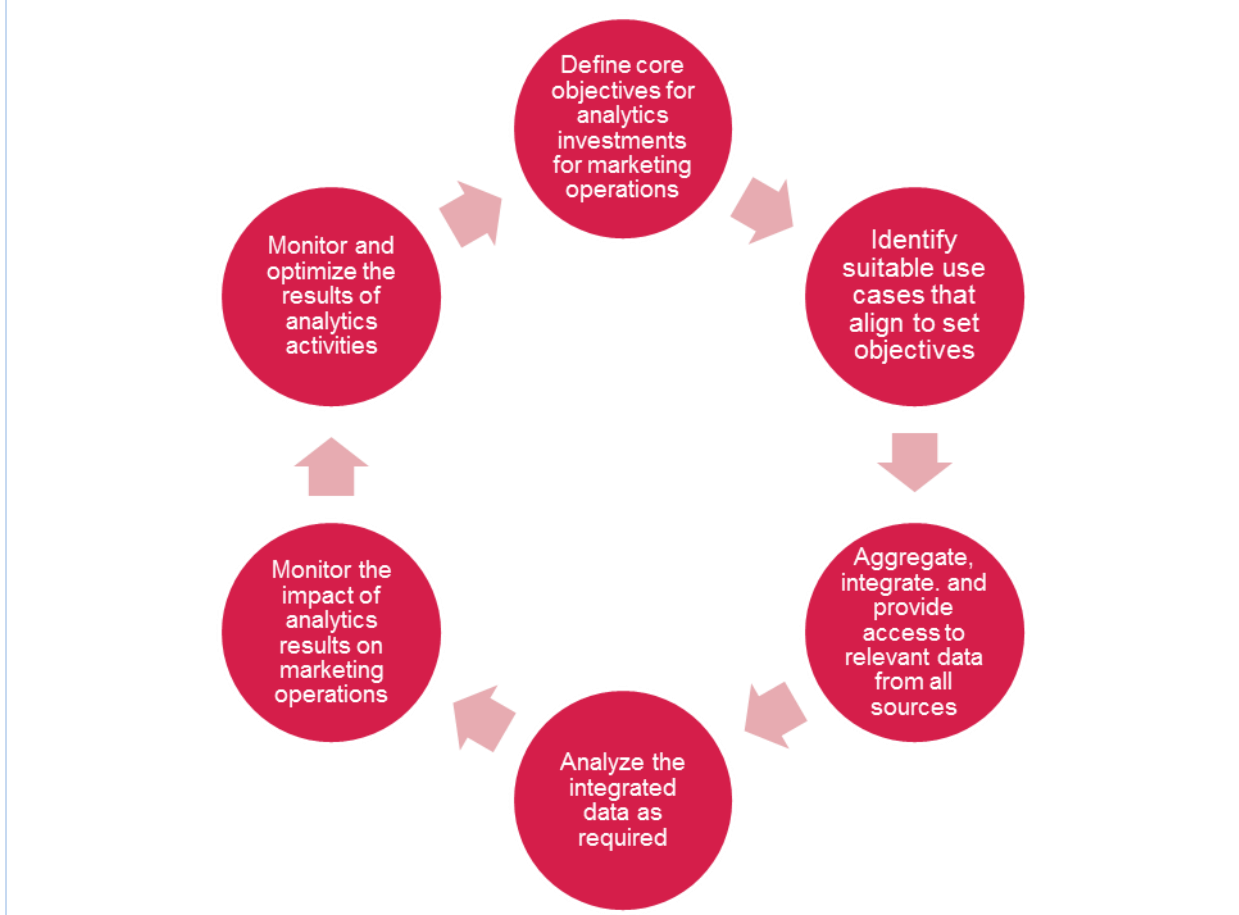 Define core
objectives for
analytics
investments
for marketing
operations
Identify
suitable use
cases that
align to set
objectives
Aggregate,
integrate. and
provide
access to
relevant data
from all
sources
Analyze the
integrated
data as
required
Monitor the
impact of
analytics
results on
marketing
operations
Monitor and
optimize the
results of
analytics
activities